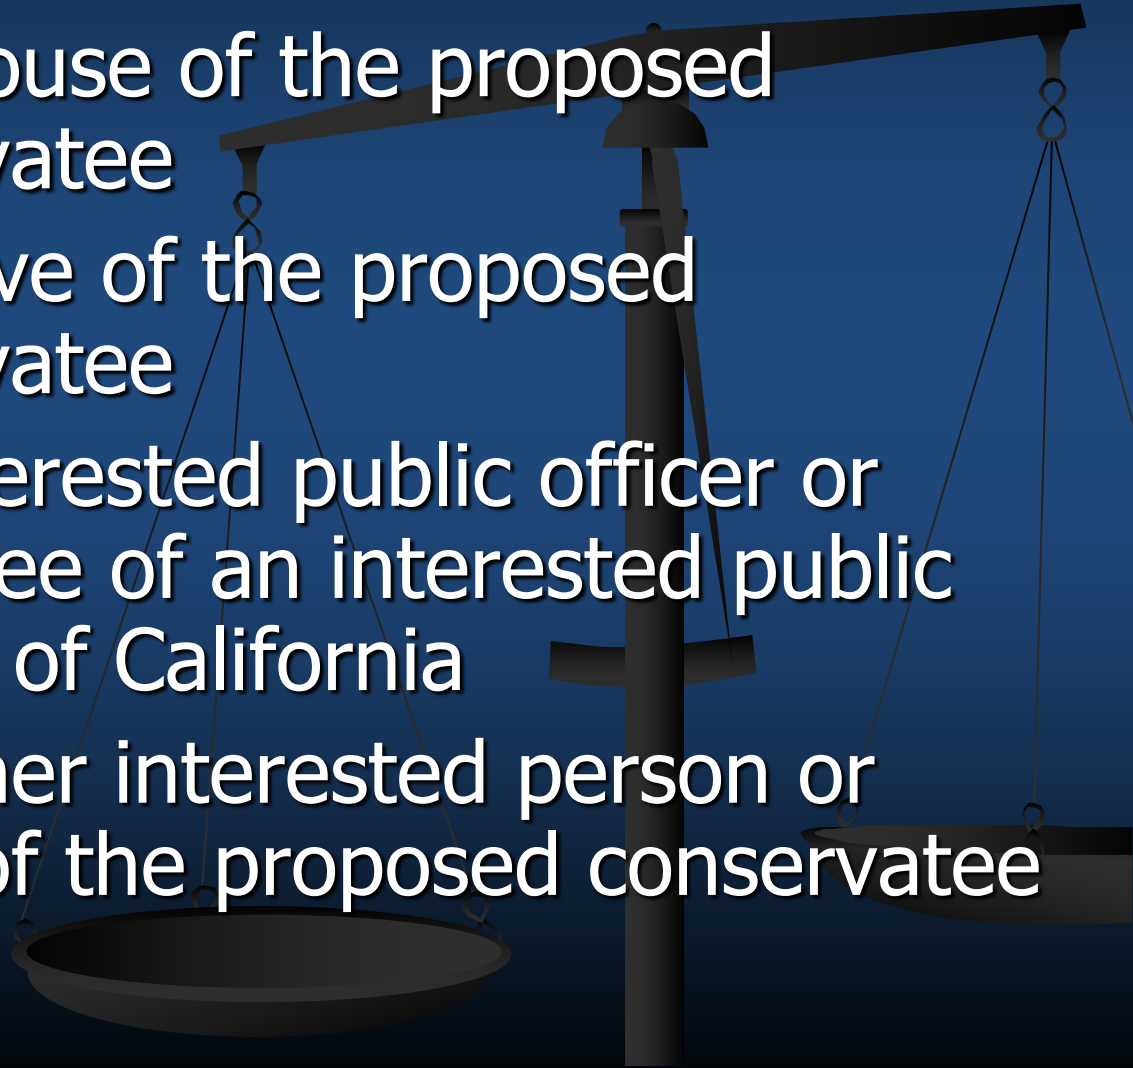 ouse of the proposed
vatee
ve of the proposed
vatee
erested public officer or
ee of an interested public
of California
her interested person or
of the proposed conservatee